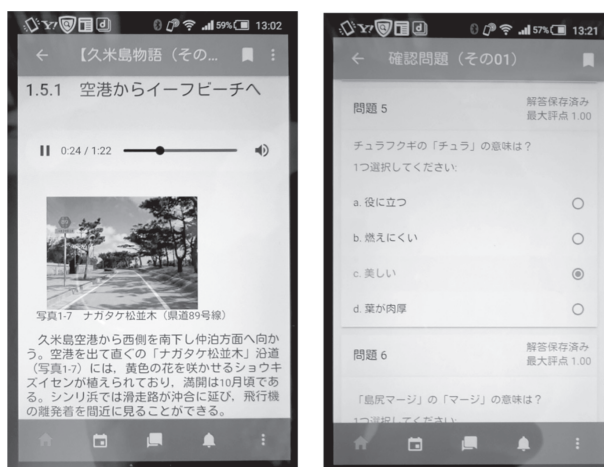 59% 13:02
【久米島物語（その...
1.5.1 空港からイーフビーチへ
0:24 / 1:22
写真1-7 ナガタケ松並木（県道89号線）
久米島空港から西側を南下し仲泊方面へ向か
う。空港を出て直ぐの「ナガタケ松並木」沿道
（写真1-7）には、黄色の花を咲かせるショウキ
ズイセンが植えられており、満開は10月頃であ
る。シンリ浜では滑走路が沖合に延び、飛行機
の離発着を間近に見ることができる。
57% 13:21
確認問題（その01）
問題 5
解答保存済み
最大評点 1.00
チュラフクギの「チュラ」の意味は？
1つ選択してください:
a. 役に立つ
b. 燃えにくい
c. 美しい
d. 葉が肉厚
問題 6
解答保存済み
最大評点 1.00
「島尻マージ」の「マージ」の意味は？
1つ選択してください: